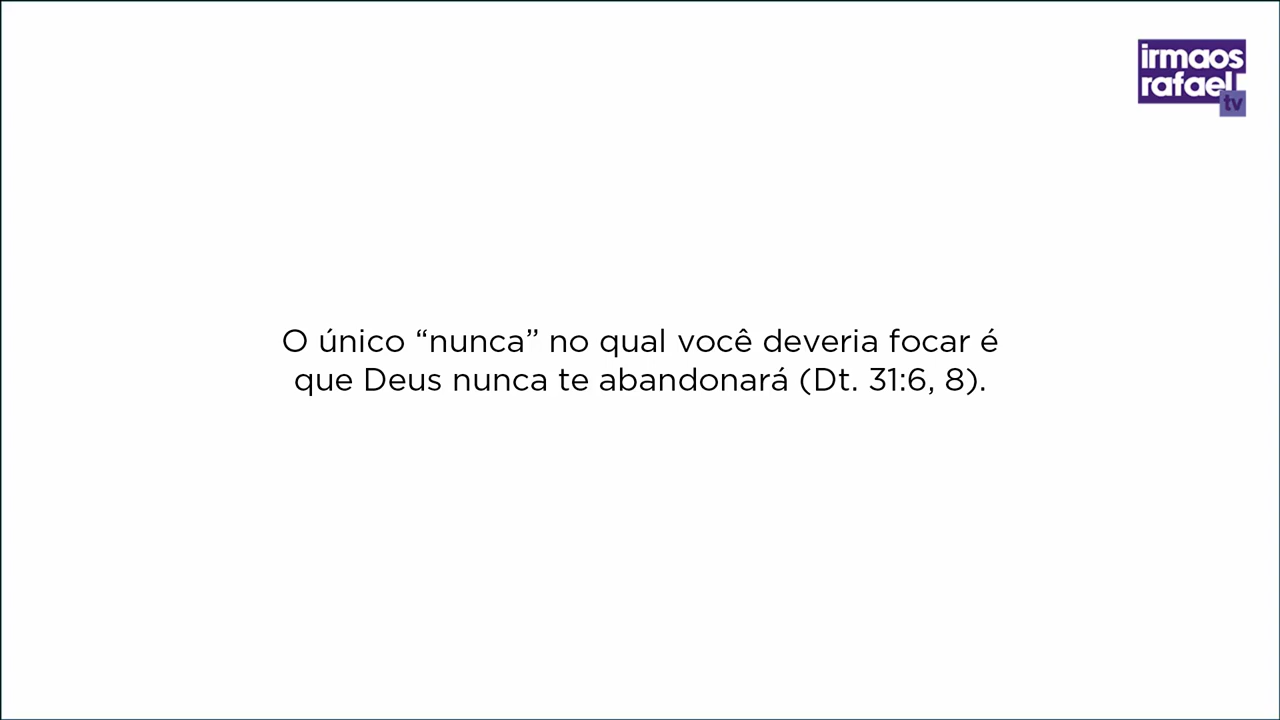 irmaos
rafael
tv
O único “nunca” no qual você deveria focar é
que Deus nunca te abandonará (Dt. 31:6, 8).